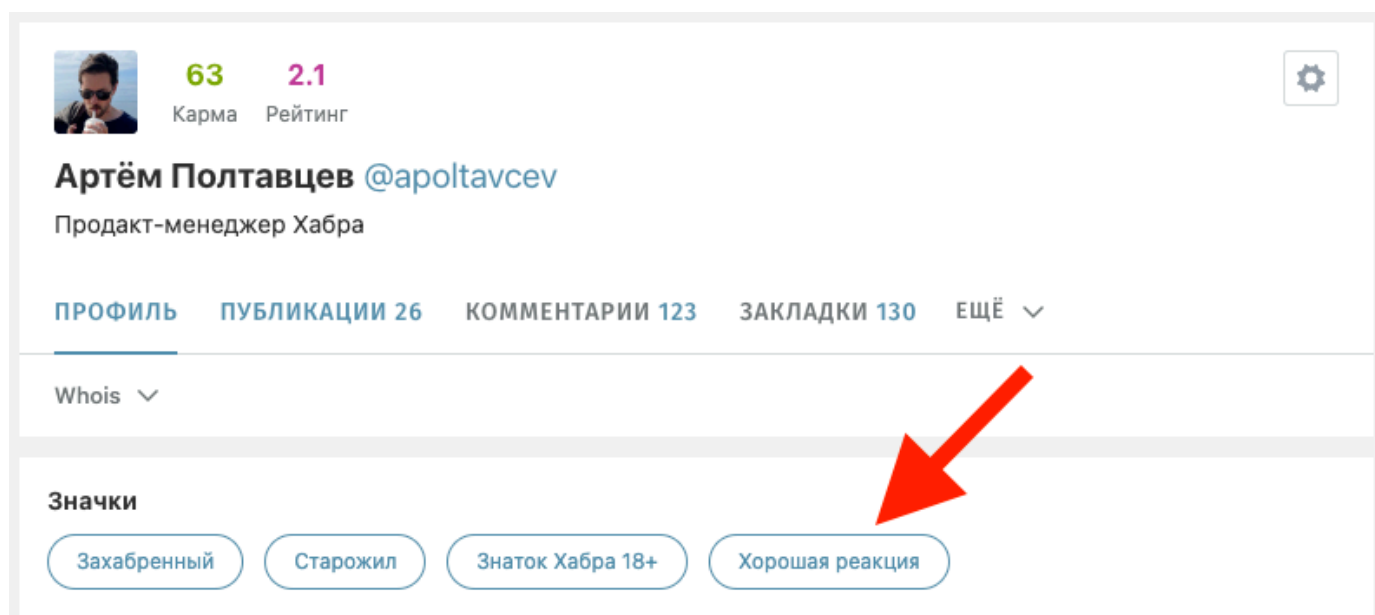 63 2.1
Карма Рейтинг
Артём Полтавцев @apoltavcev
Продакт-менеджер Хабра
ПРОФИЛЬ ПУБЛИКАЦИИ 26 КОММЕНТАРИИ 123 ЗАКЛАДКИ 130 ЕЩЁ
Whois
Значки
Захабренный Старожил Знаток Хабра 18+ Хорошая реакция